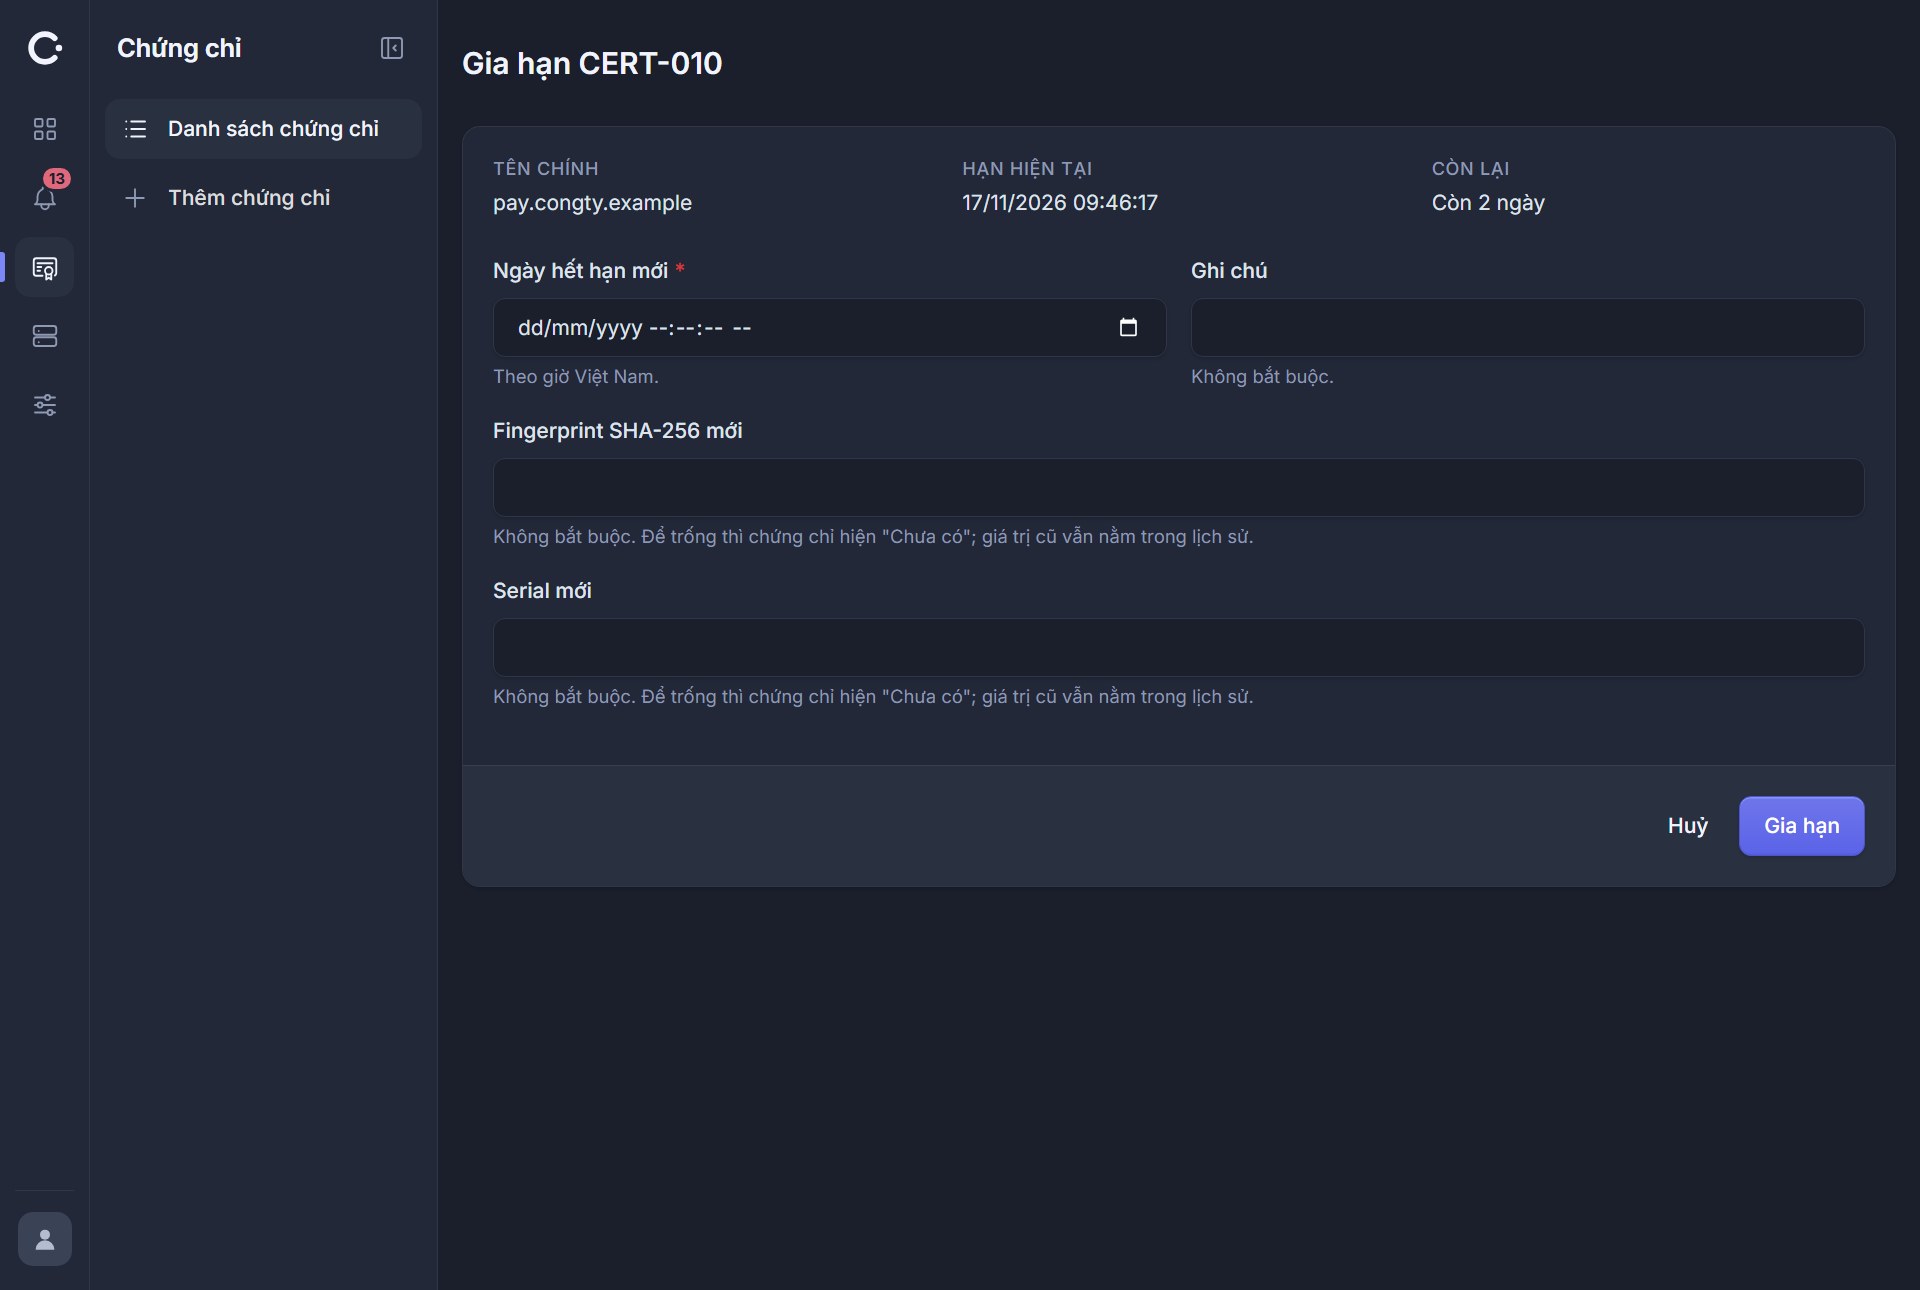 Chứng chỉ
Danh sách chứng chỉ
13
Thêm chứng chỉ
Gia hạn CERT-010
TÊN CHÍNH
pay.congty.example
HẠN HIỆN TẠI
17/11/2026 09:46:17
CÒN LẠI
Còn 2 ngày
Ngày hết hạn mới *
dd/mm/yyyy --:--:-- --
Theo giờ Việt Nam.
Ghi chú
Không bắt buộc.
Fingerprint SHA-256 mới
Không bắt buộc. Để trống thì chứng chỉ hiện "Chưa có"; giá trị cũ vẫn nằm trong lịch sử.
Serial mới
Không bắt buộc. Để trống thì chứng chỉ hiện "Chưa có"; giá trị cũ vẫn nằm trong lịch sử.
Huỷ
Gia hạn